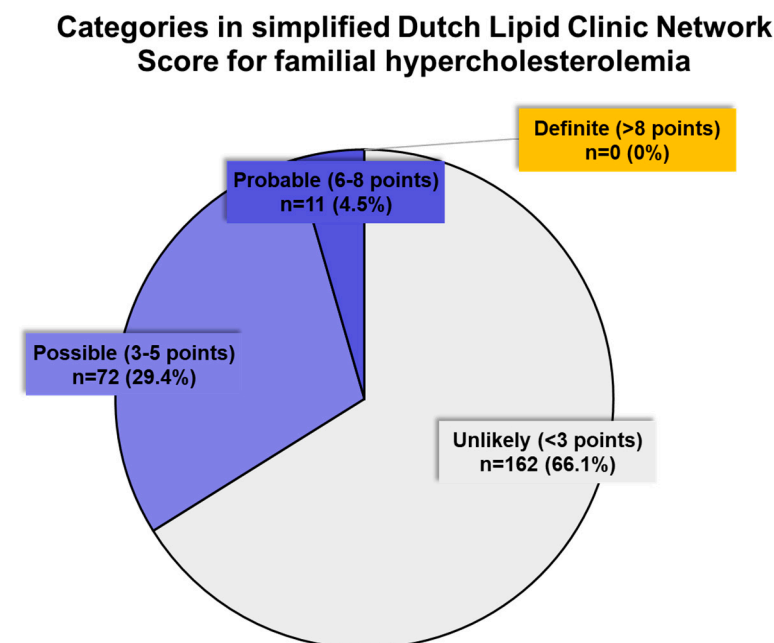 Categories in simplified Dutch Lipid Clinic Network
Score for familial hypercholesterolemia
Definite (>8 points)
n=0 (0%)
Probable (6-8 points)
n=11 (4.5%)
Possible (3-5 points)
n=72 (29.4%)
Unlikely (<3 points)
n=162 (66.1%)